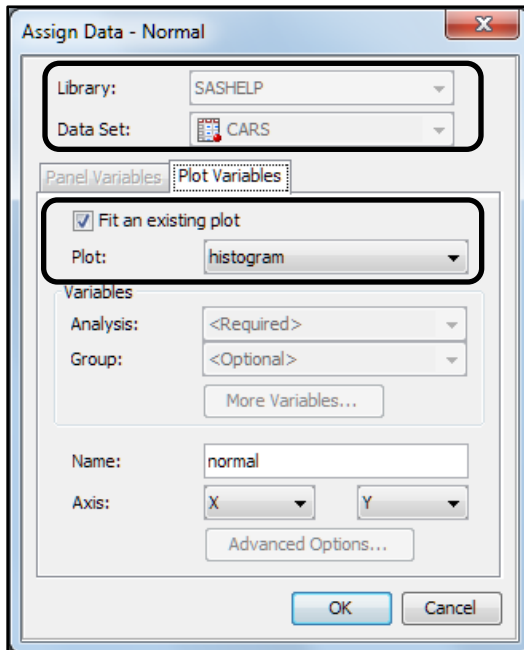 Assign Data - Normal
Library: SASHELP
Data Set: CARS
Panel Variables Plot Variables
Fit an existing plot
Plot: histogram
Variables
Analysis: <Required>
Group: <Optional>
More Variables...
Name: normal
Axis: X Y
Advanced Options...
OK Cancel